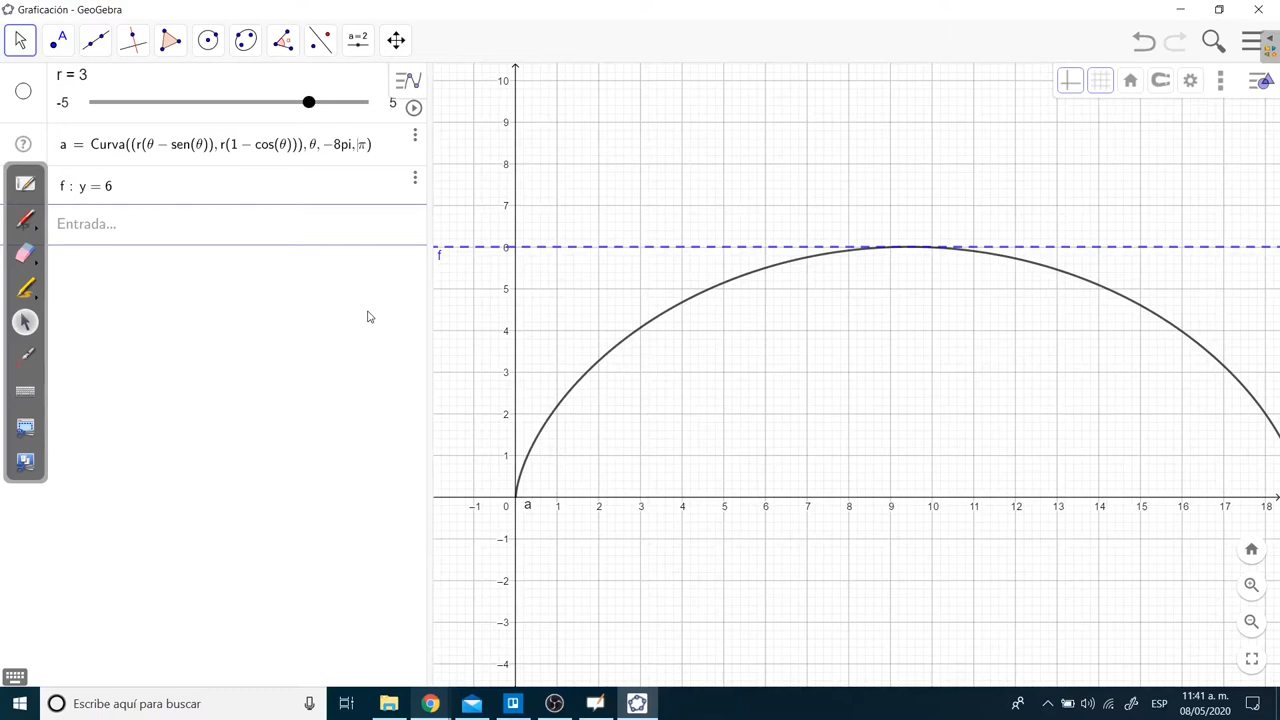 Graficación - GeoGebra
a=2
r = 3
-5
5
a = Curva((r(θ − sen(θ)), r(1 − cos(θ))), θ, −8pi,π)
f : y = 6
Entrada...
10
9
8
7
6
f
5
4
3
2
1
−1 0 a 1 2 3 4 5 6 7 8 9 10 11 12 13 14 15 16 17 18
−1
−2
−3
−4
Escribe aquí para buscar
ESP
11:41 a. m.
08/05/2020